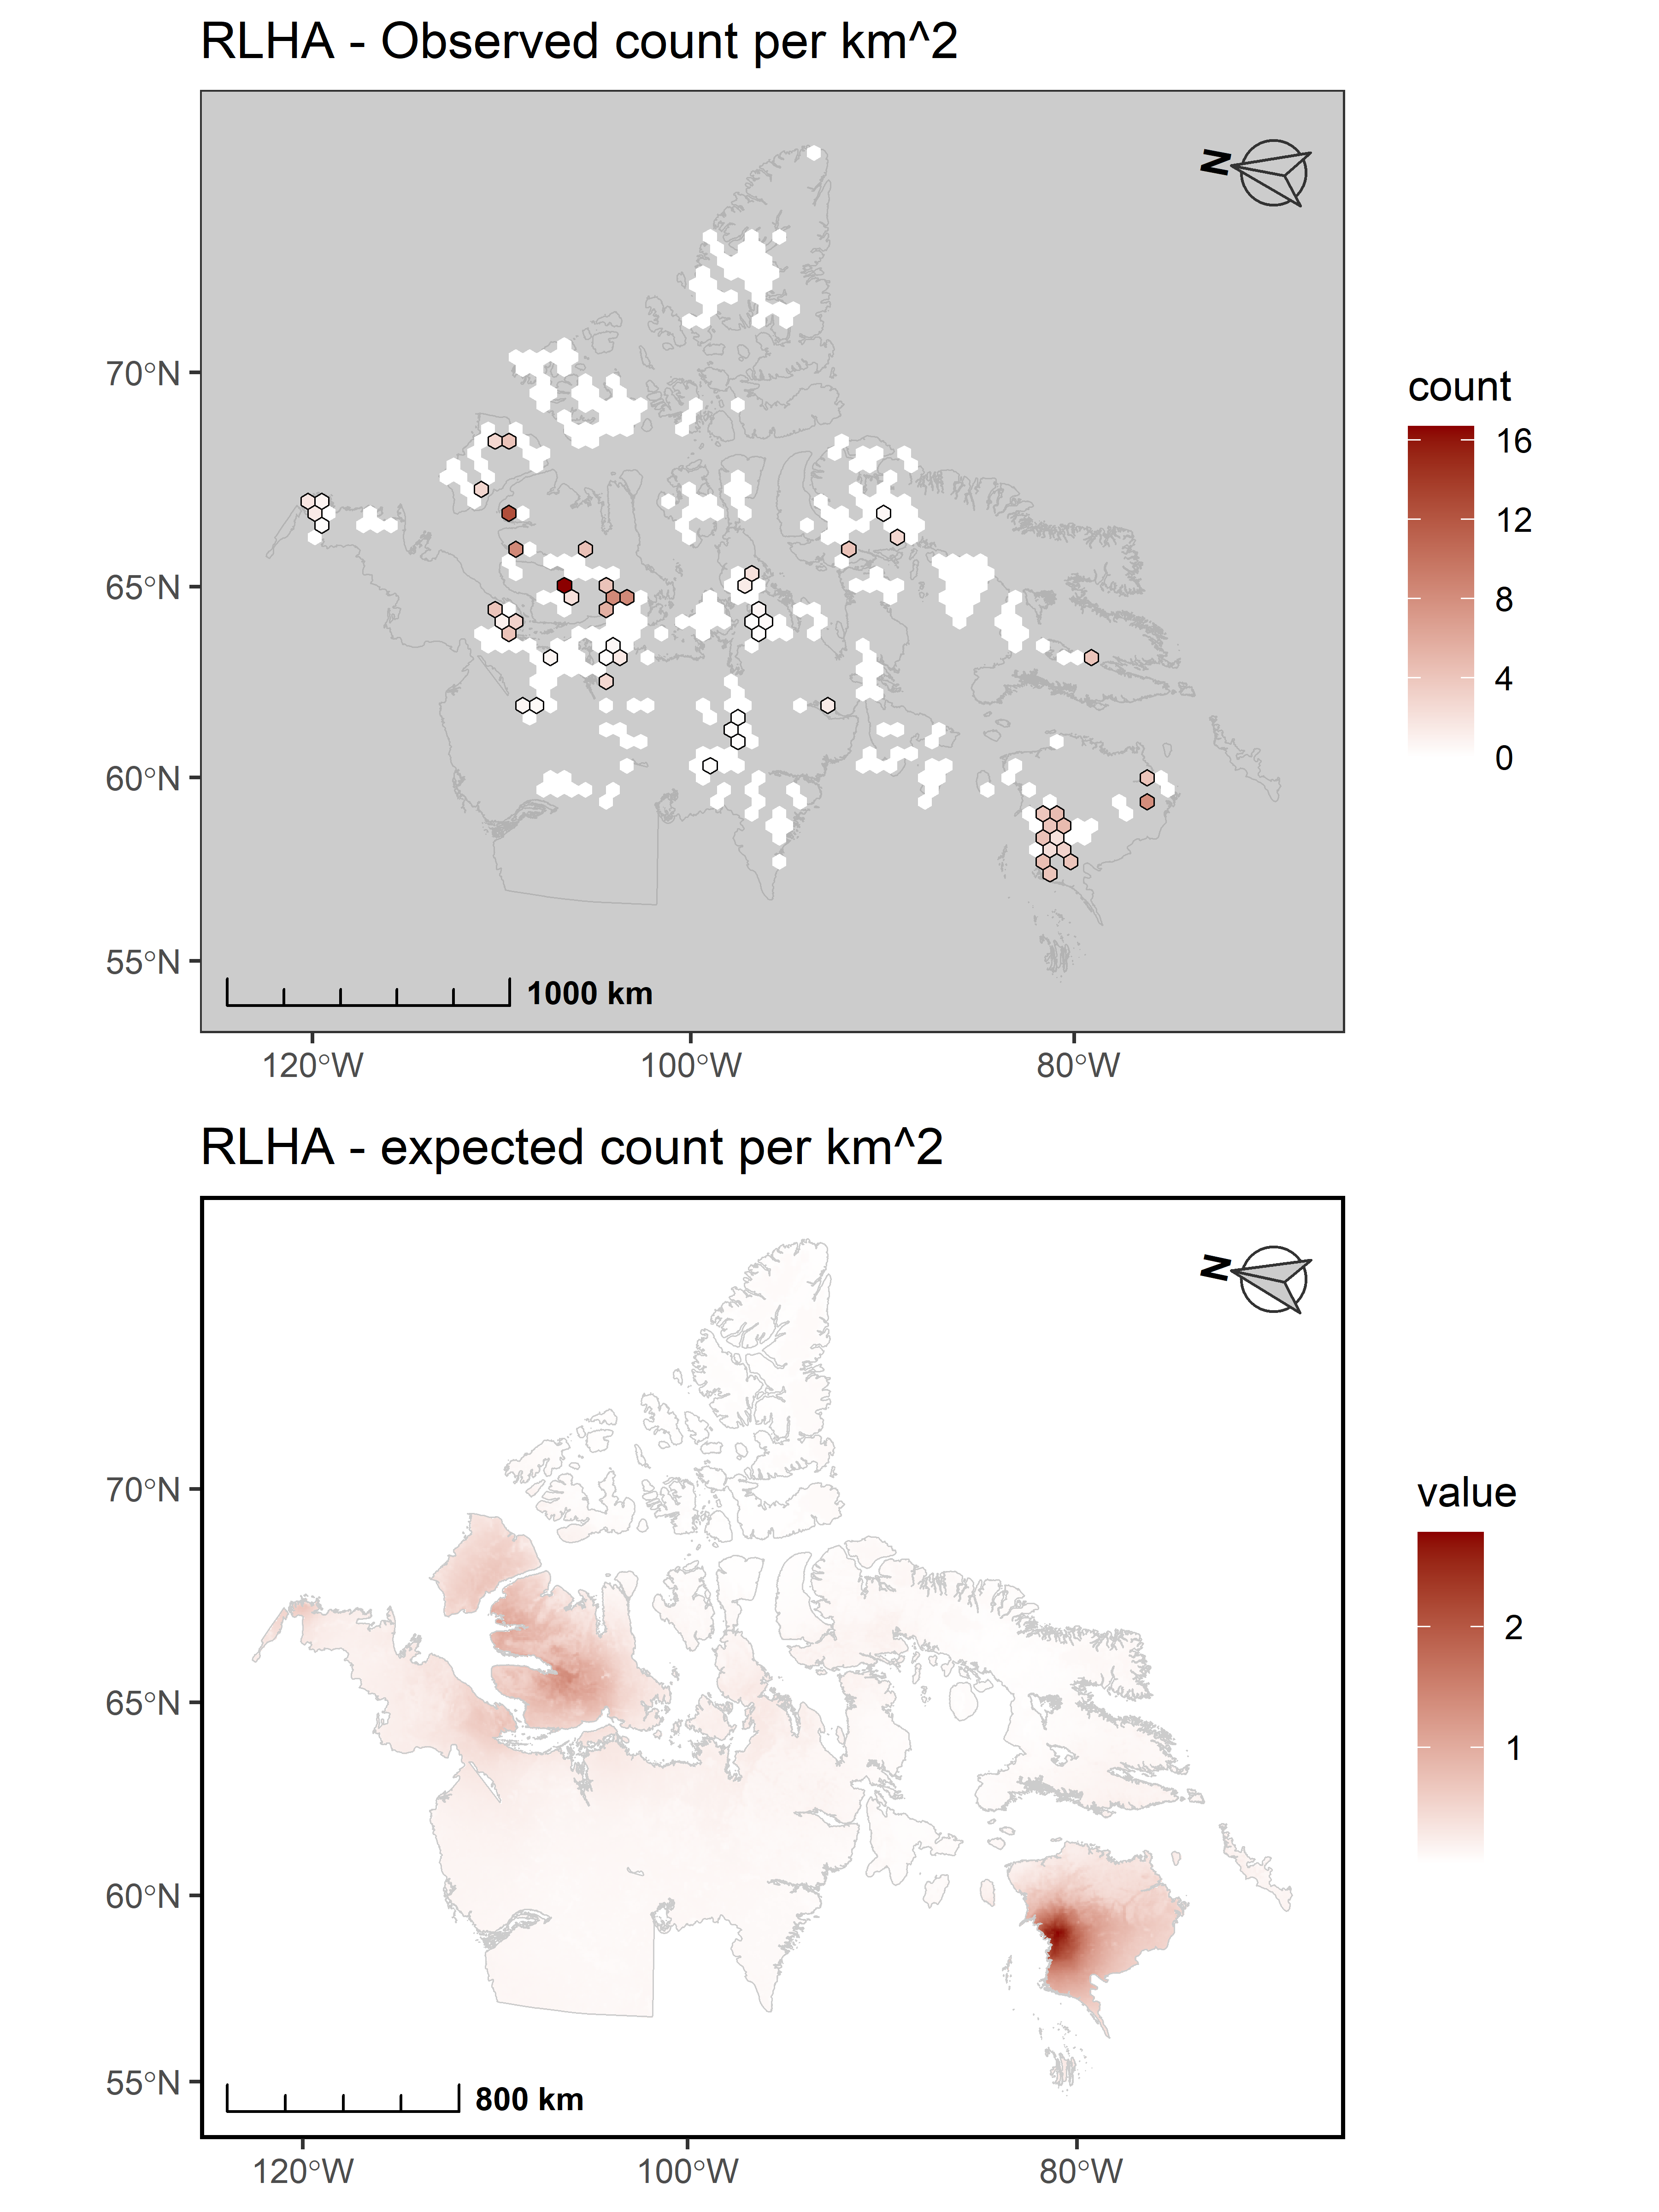 RLHA - Observed count per km^2
N
70°N
65°N
60°N
55°N
1000 km
120°W
100°W
80°W
count
16
12
8
4
0
RLHA - expected count per km^2
N
70°N
65°N
60°N
55°N
800 km
120°W
100°W
80°W
value
2
1